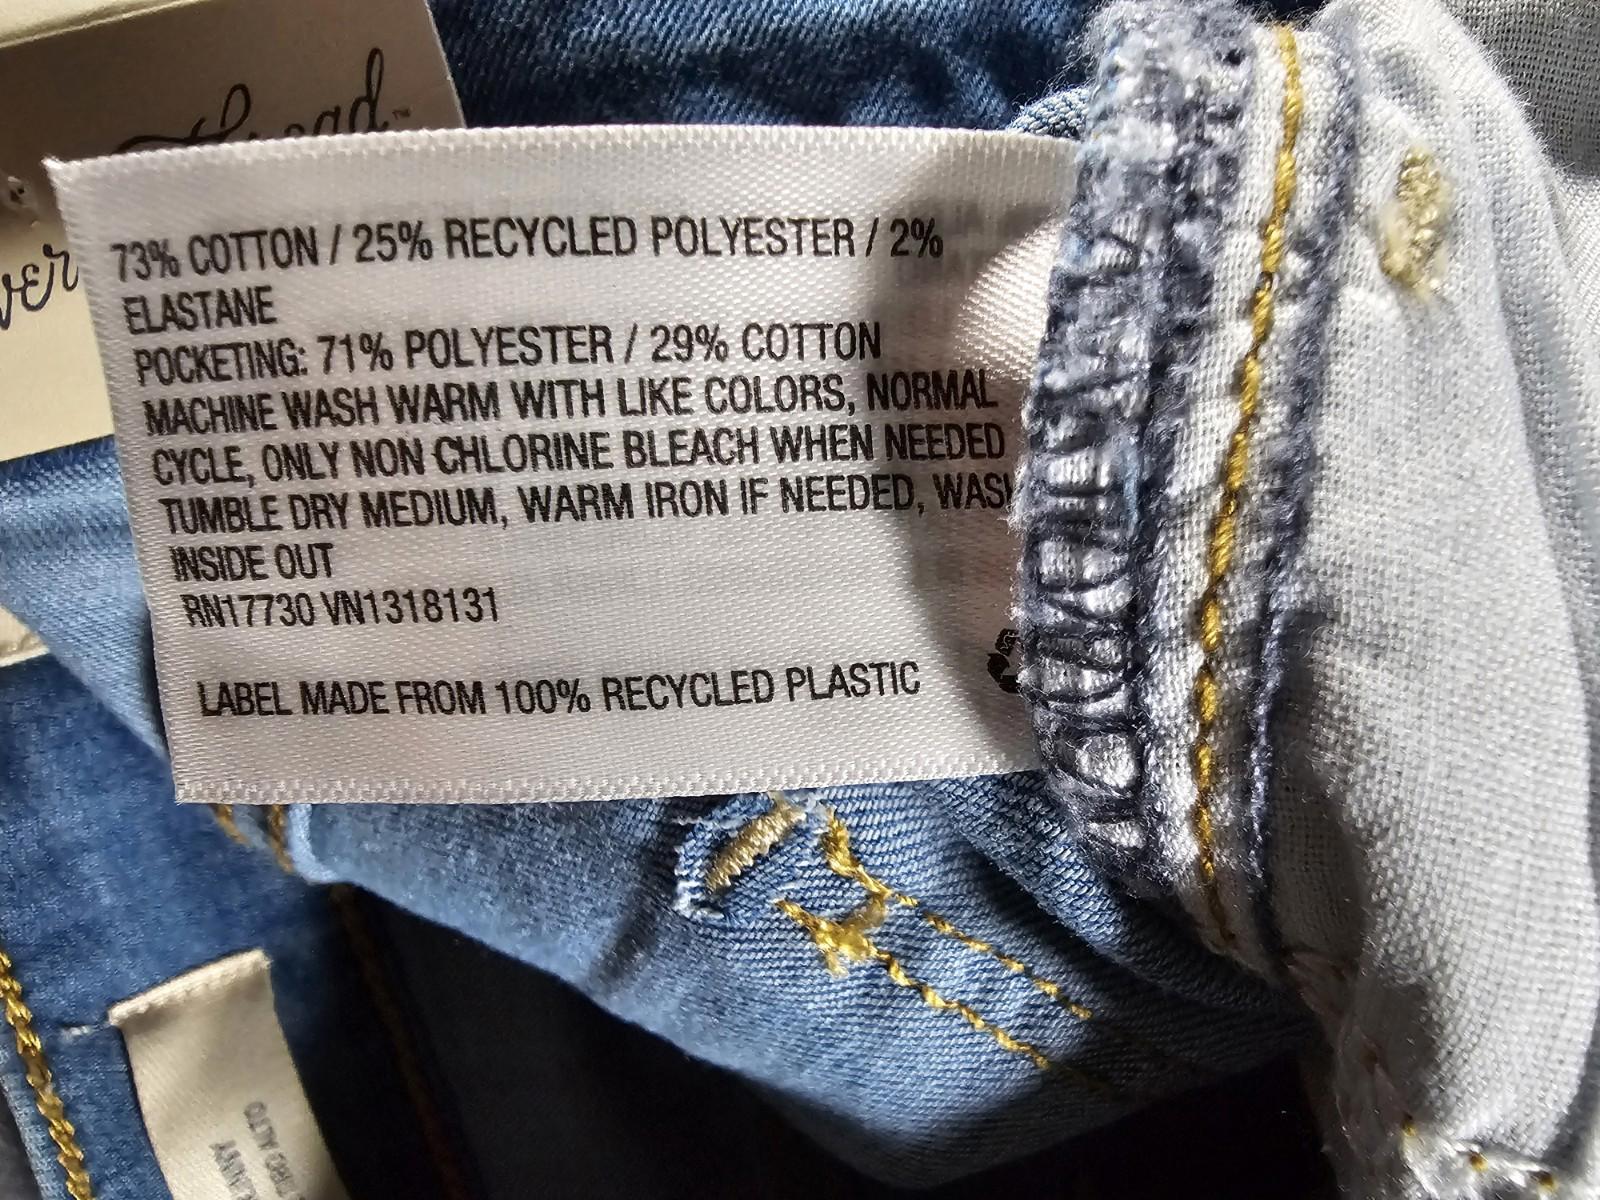 Thread™
ver
73% COTTON / 25% RECYCLED POLYESTER / 2%
ELASTANE
POCKETING: 71% POLYESTER / 29% COTTON
MACHINE WASH WARM WITH LIKE COLORS, NORMAL
CYCLE, ONLY NON CHLORINE BLEACH WHEN NEEDED
TUMBLE DRY MEDIUM, WARM IRON IF NEEDED, WASH
INSIDE OUT
RN17730 VN1318131
LABEL MADE FROM 100% RECYCLED PLASTIC